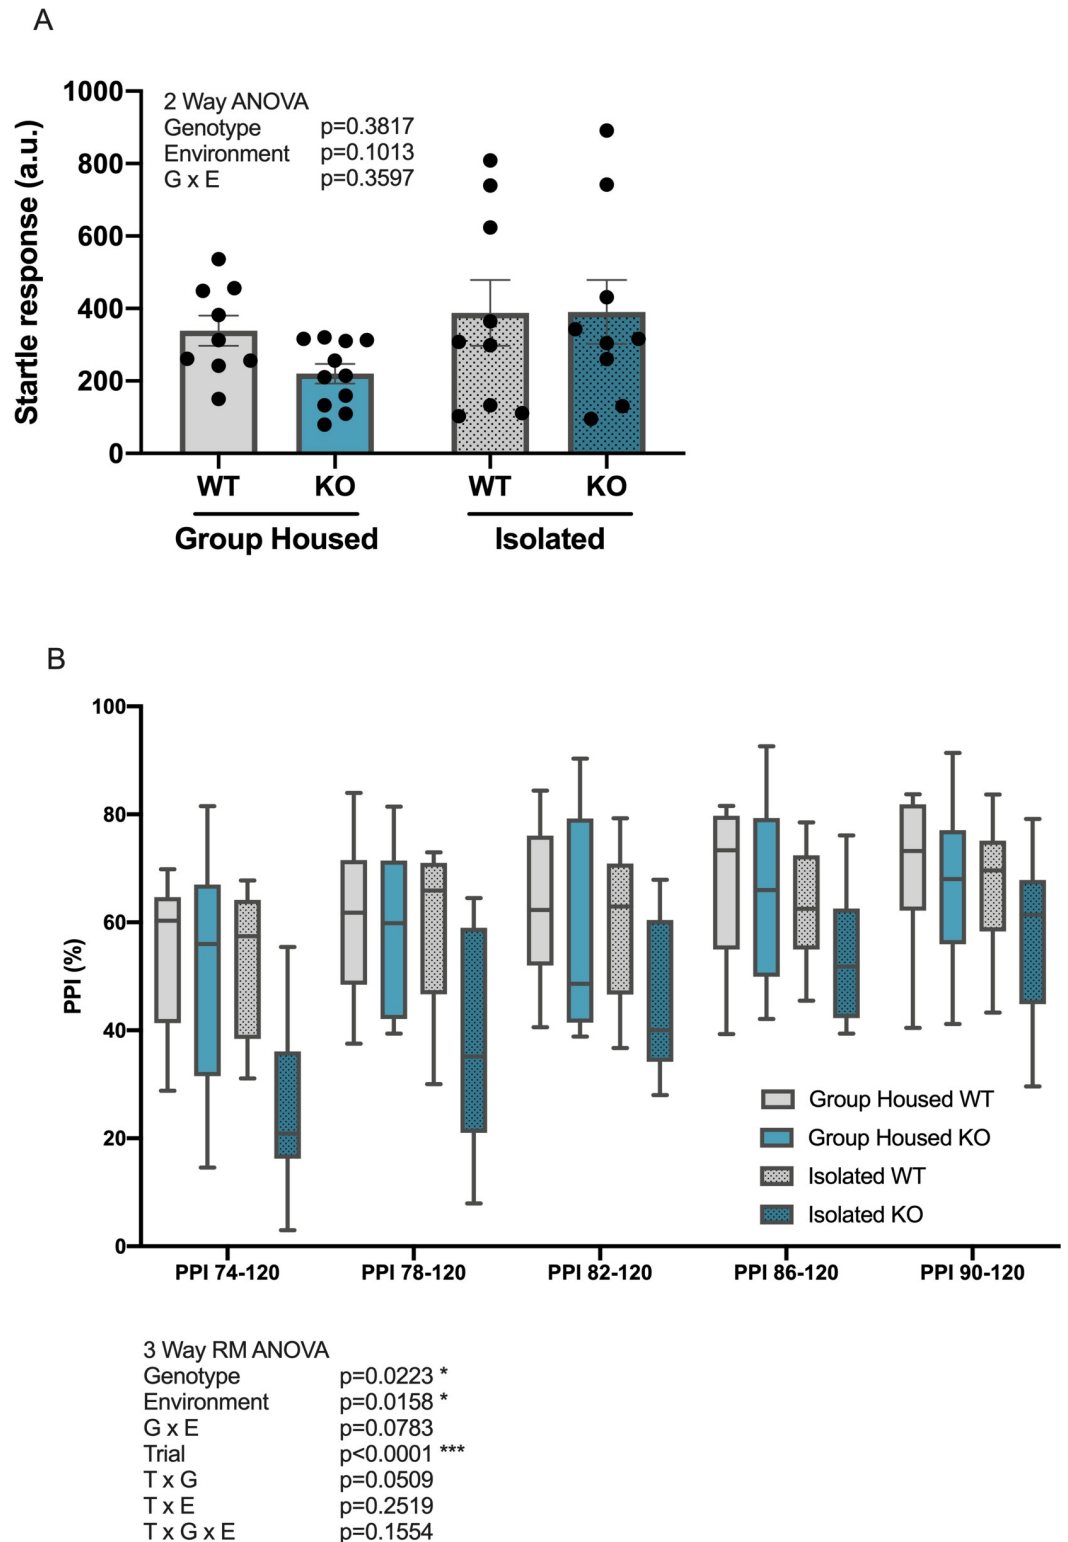 A
1000
800
600
400
200
0
Startle response (a.u.)
2 Way ANOVA
Genotype p=0.3817
Environment p=0.1013
G x E p=0.3597
WT KO WT KO
Group Housed Isolated
B
100
80
60
40
20
0
PPI (%)
Group Housed WT
Group Housed KO
Isolated WT
Isolated KO
PPI 74-120 PPI 78-120 PPI 82-120 PPI 86-120 PPI 90-120
3 Way RM ANOVA
Genotype p=0.0223 *
Environment p=0.0158 *
G x E p=0.0783
Trial p<0.0001 ***
T x G p=0.0509
T x E p=0.2519
T x G x E p=0.1554